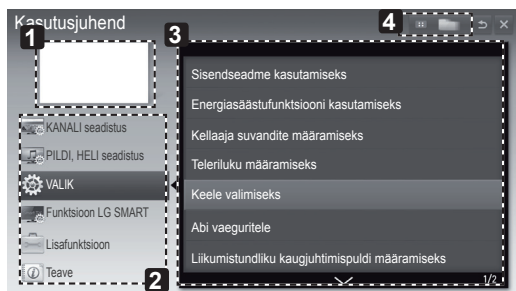 Kasutusjuhend
4
1
3
Sisendseadme kasutamiseks
Energiasäästufunktsiooni kasutamiseks
Kellaaja suvandite määramiseks
Teleriluku määramiseks
Keele valimiseks
Abi vaeguritele
Liikumistundliku kaugjuhtimispuldi määramiseks
1/2
KANALI seadistus
PILDI, HELI seadistus
VALIK
Funktsioon LG SMART
Lisafunktsioon
Teave
2